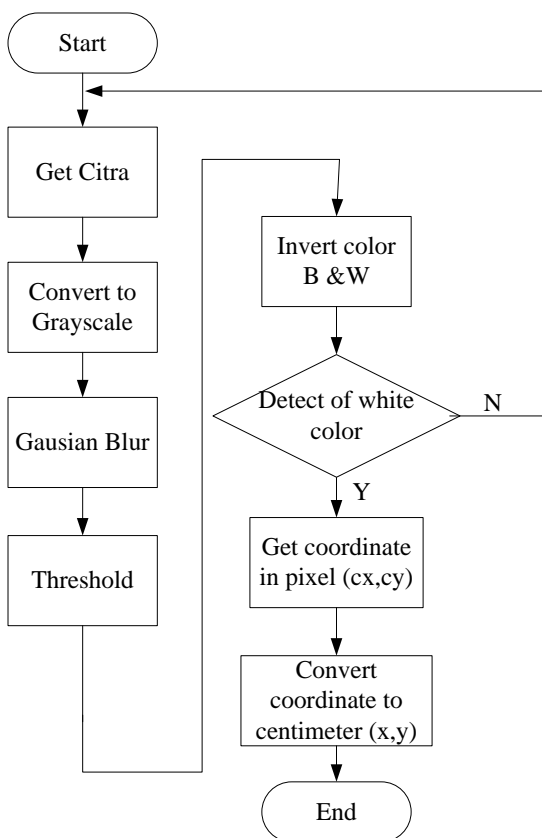 Start
Get Citra
Convert to
Grayscale
Gausian Blur
Threshold
Invert color
B &W
Detect of white
color
N
Y
Get coordinate
in pixel (cx,cy)
Convert
coordinate to
centimeter (x,y)
End